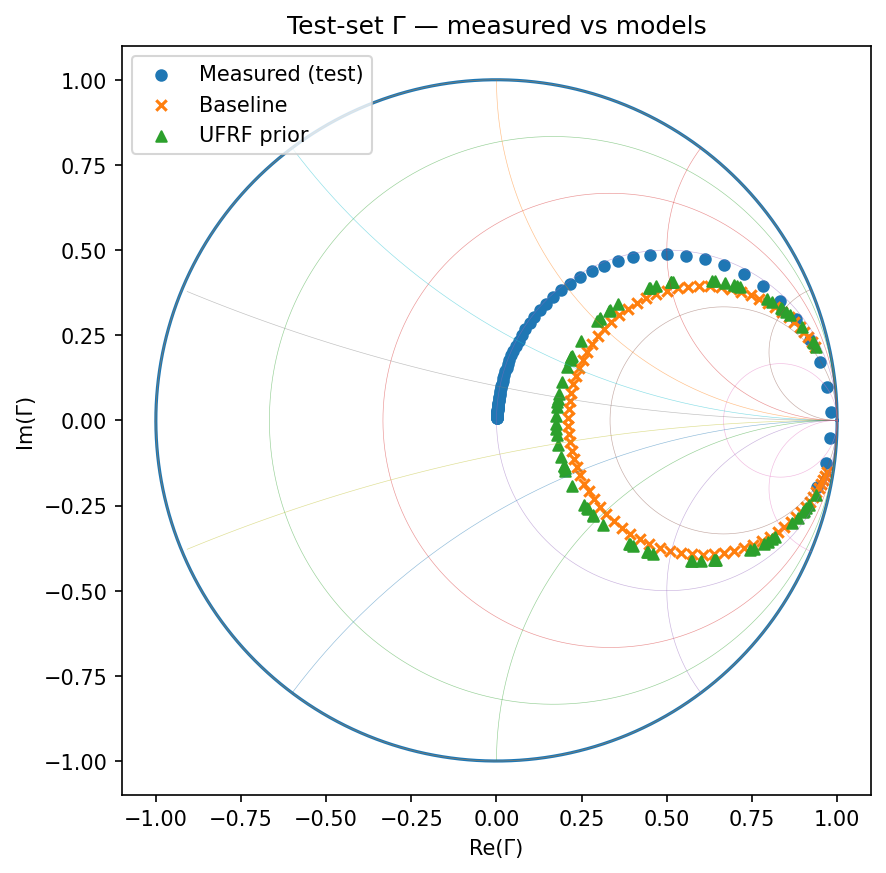 Test-set Γ — measured vs models
Measured (test)
Baseline
UFRF prior
1.00
0.75
0.50
0.25
0.00
−0.25
−0.50
−0.75
−1.00
Im(Γ)
−1.00 −0.75 −0.50 −0.25 0.00 0.25 0.50 0.75 1.00
Re(Γ)